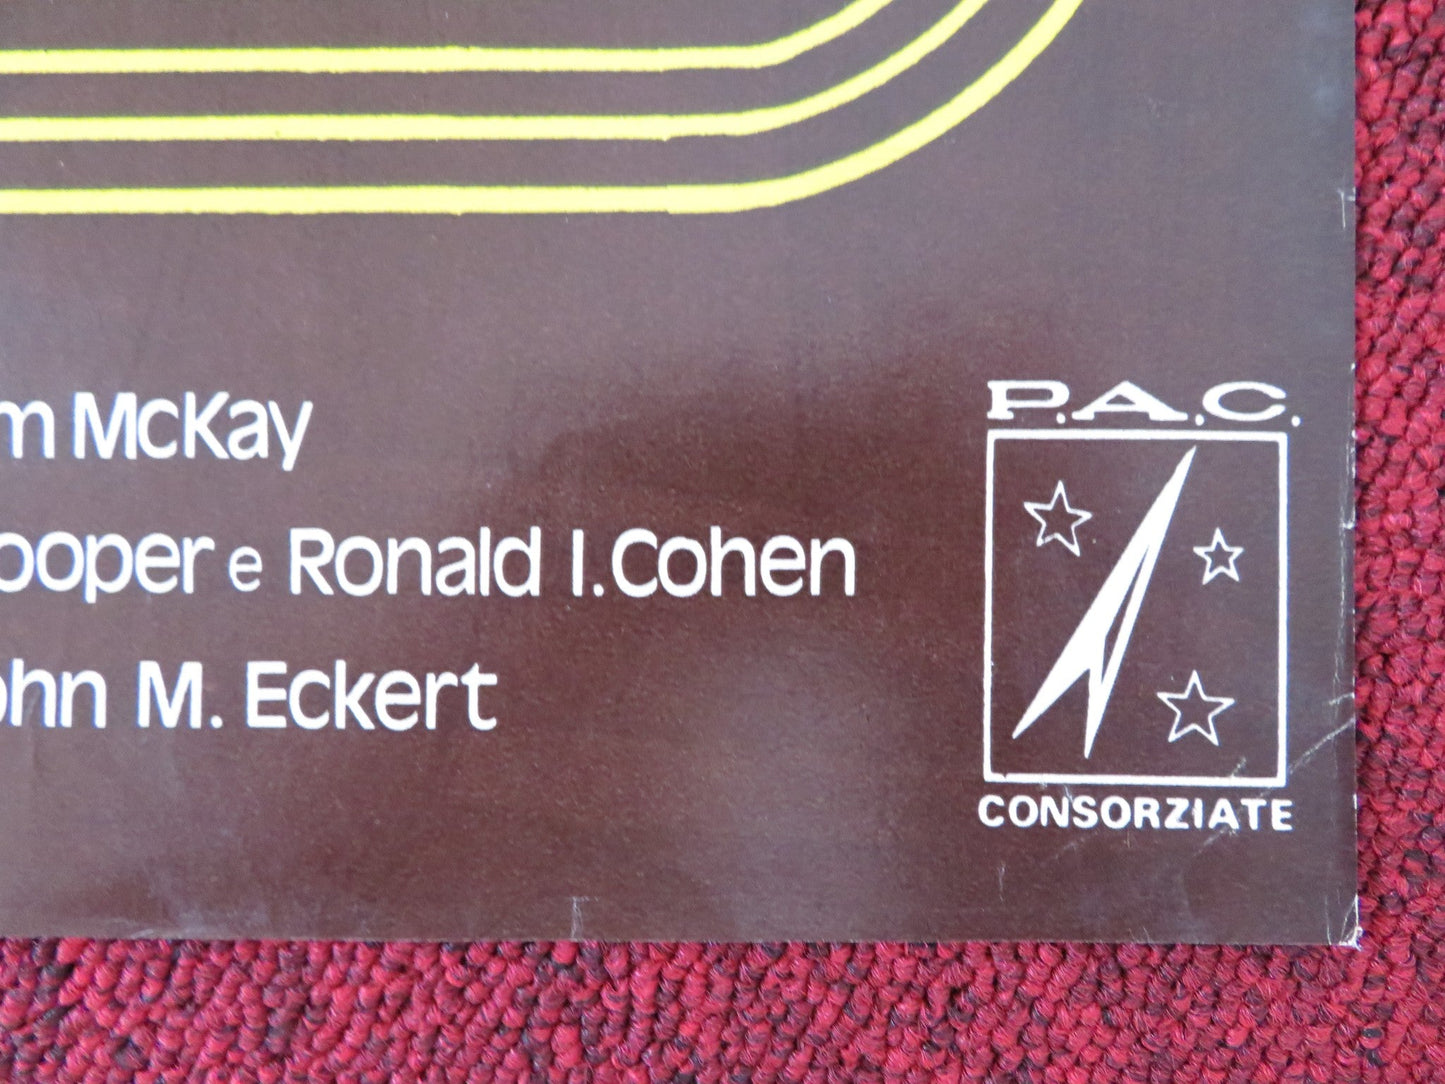 m McKay
ooper e Ronald I. Cohen
ohn M. Eckert
P.A.C.
CONSORZIATE